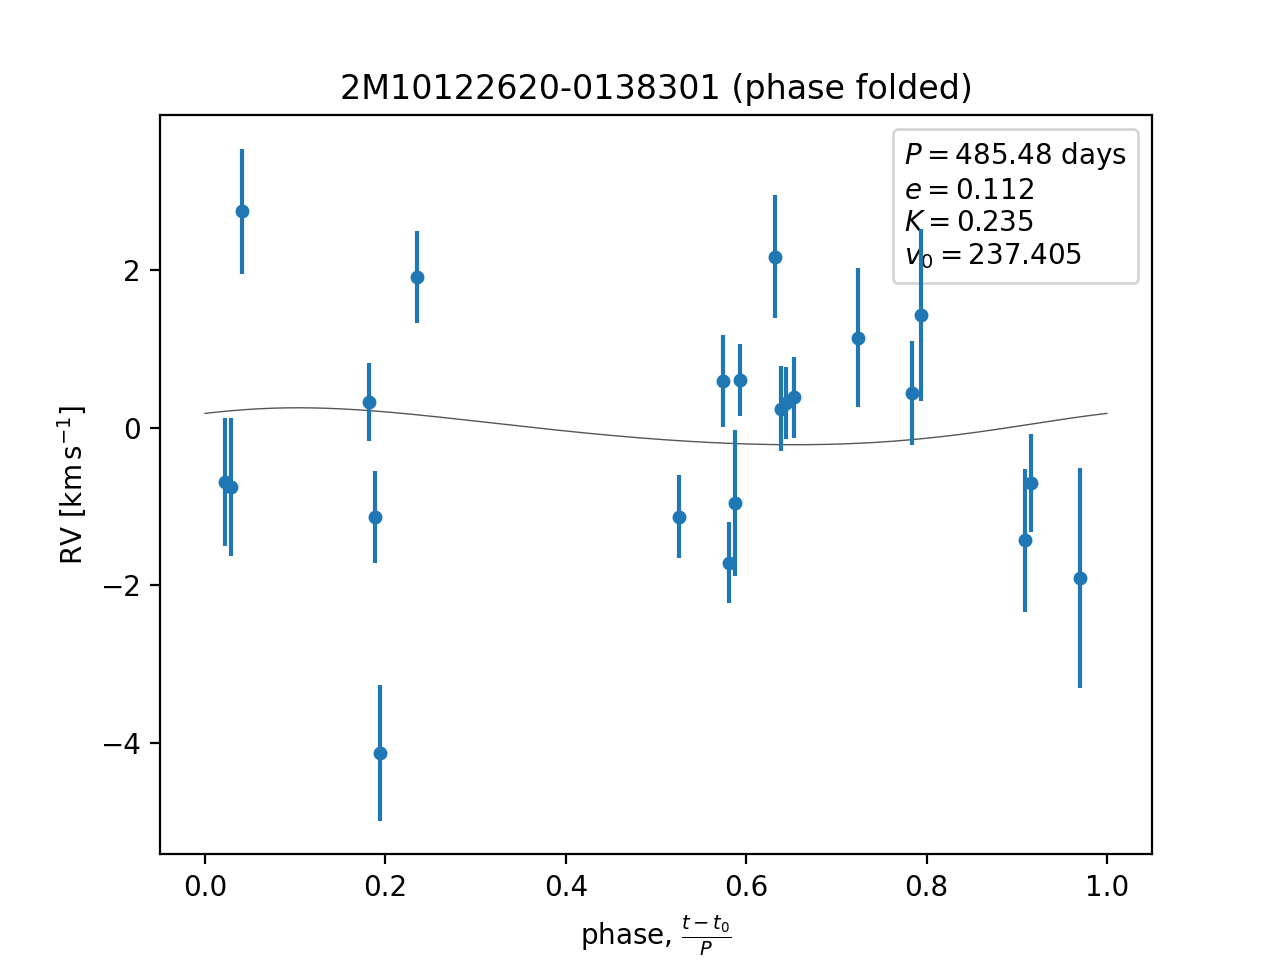 2M10122620-0138301 (phase folded)
P = 485.48 days
e = 0.112
K = 0.235
v₀ = 237.405
2
0
−2
−4
RV [km s⁻¹]
0.0 0.2 0.4 0.6 0.8 1.0
phase, (t − t₀)/P